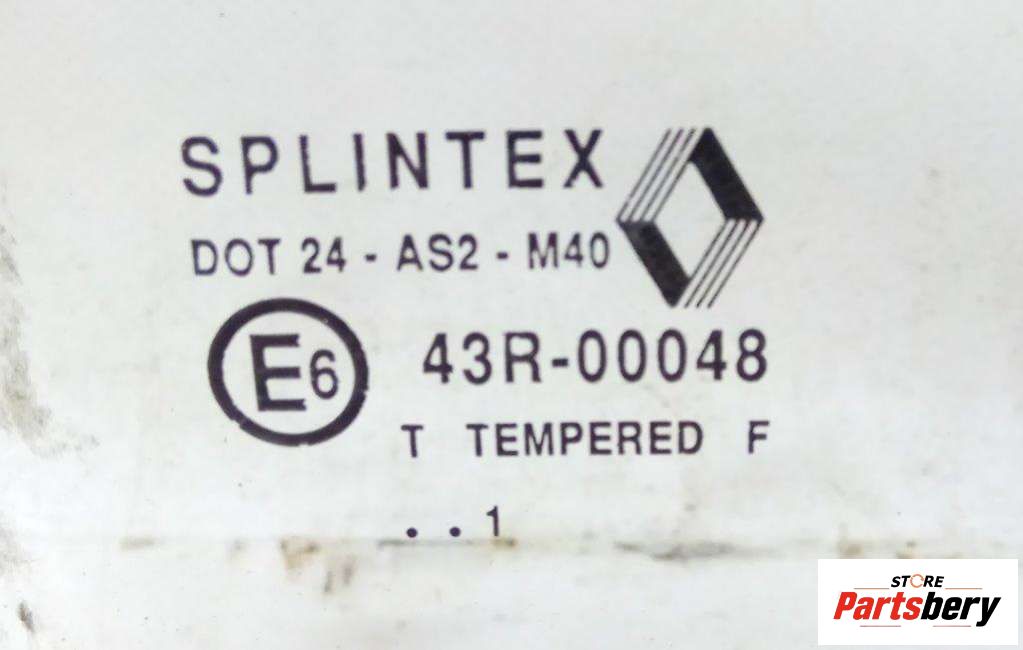 SPLINTEX
DOT 24 - AS2 - M40
E6 43R-00048
T TEMPERED F
. . 1
STORE
Partsbery